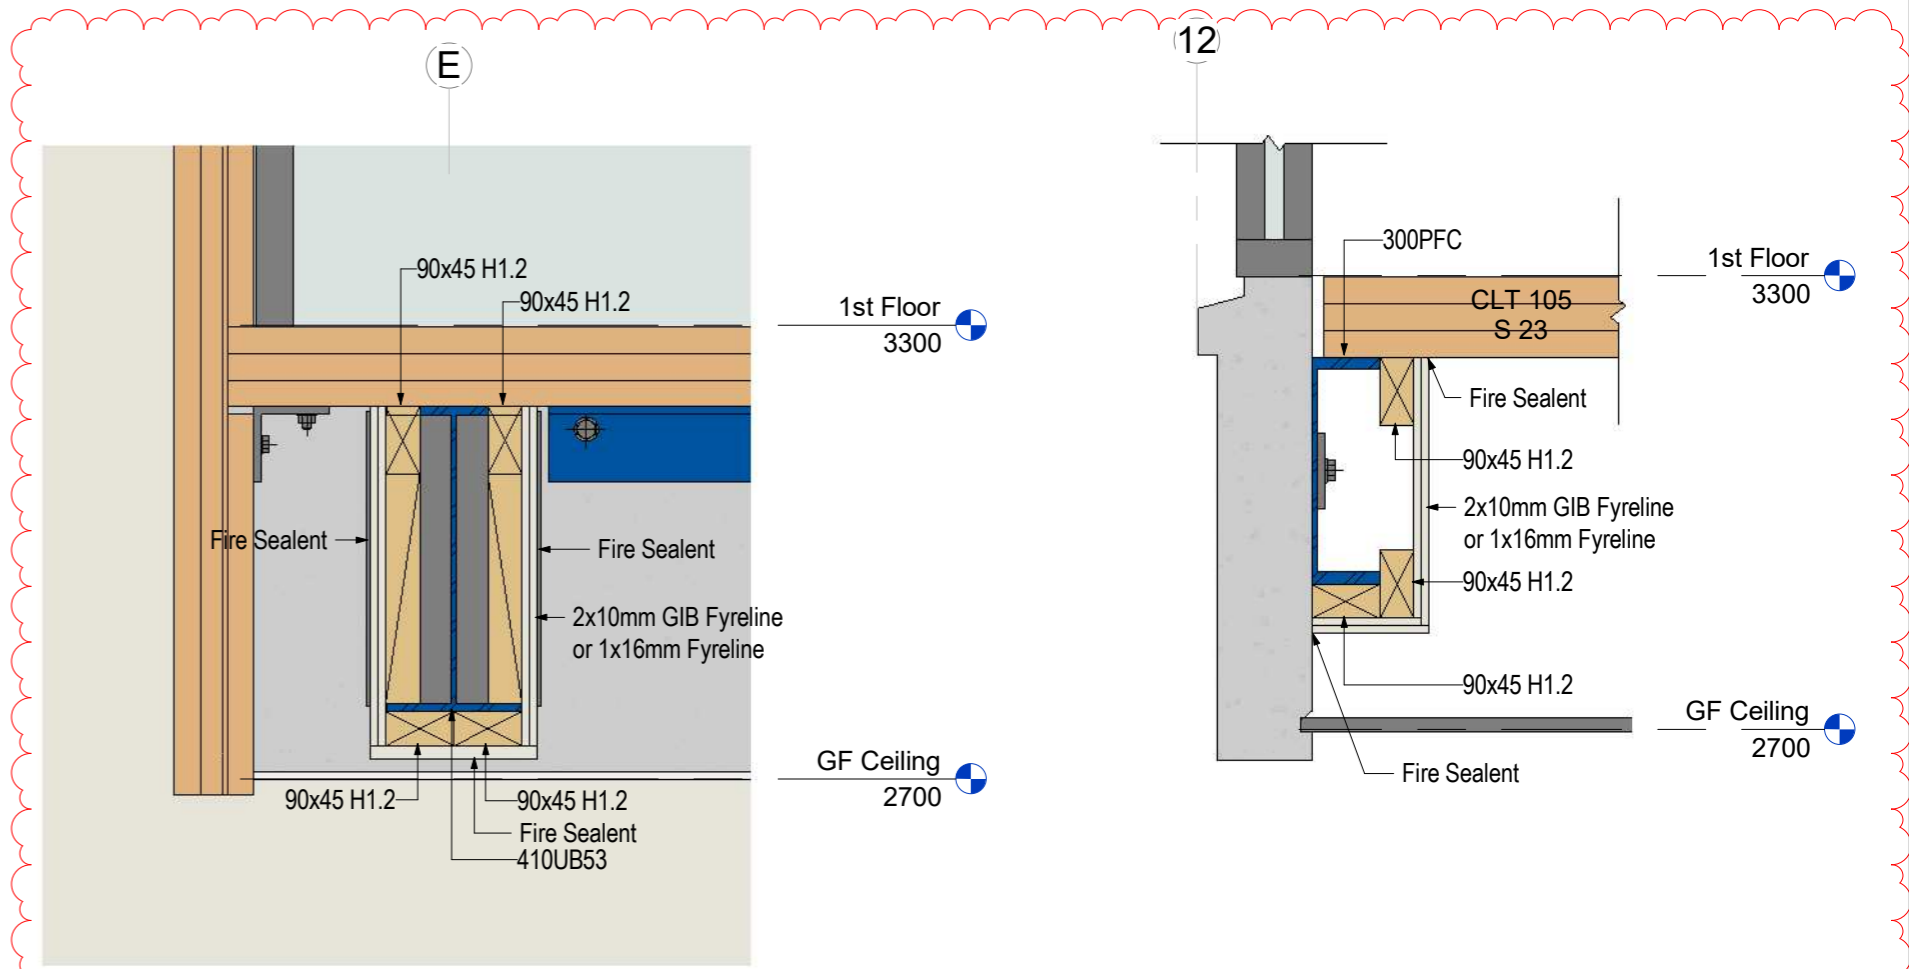 E
90x45 H1.2
90x45 H1.2
1st Floor
3300
Fire Sealent
Fire Sealent
2x10mm GIB Fyreline
or 1x16mm Fyreline
GF Ceiling
2700
90x45 H1.2
90x45 H1.2
Fire Sealent
410UB53
12
300PFC
1st Floor
3300
CLT 105
S 23
Fire Sealent
90x45 H1.2
2x10mm GIB Fyreline
or 1x16mm Fyreline
90x45 H1.2
90x45 H1.2
GF Ceiling
2700
Fire Sealent